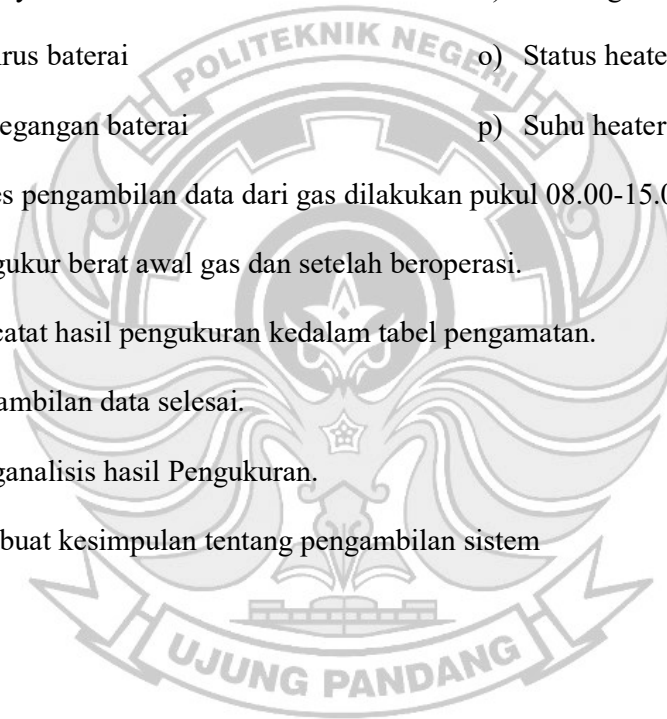 POLITEKNIK NEGERI
rus baterai
o) Status heate
egangan baterai
p) Suhu heater
es pengambilan data dari gas dilakukan pukul 08.00-15.0
gukur berat awal gas dan setelah beroperasi.
catat hasil pengukuran kedalam tabel pengamatan.
ambilan data selesai.
ganalisis hasil Pengukuran.
buat kesimpulan tentang pengambilan sistem
UJUNG PANDANG